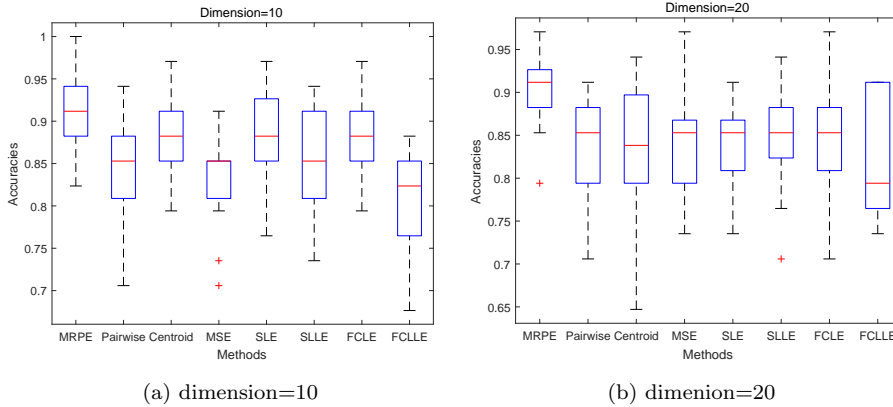 Dimension=10
1
0.95
0.9
0.85
0.8
0.75
0.7
Accuracies
MRPE Pairwise Centroid MSE SLE SLLE FCLE FCLLE
Methods
(a) dimension=10
Dimension=20
0.95
0.9
0.85
0.8
0.75
0.7
0.65
Accuracies
MRPE Pairwise Centroid MSE SLE SLLE FCLE FCLLE
Methods
(b) dimenion=20